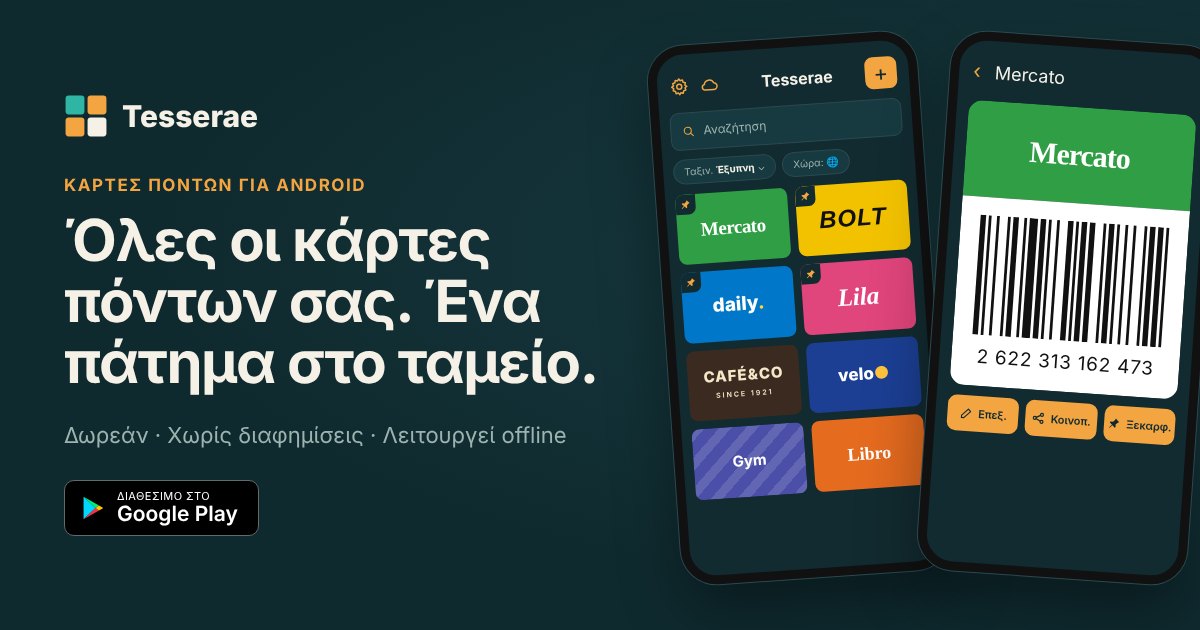 Tesserae
ΚΑΡΤΕΣ ΠΟΝΤΩΝ ΓΙΑ ANDROID
Όλες οι κάρτες
πόντων σας. Ένα
πάτημα στο ταμείο.
Δωρεάν · Χωρίς διαφημίσεις · Λειτουργεί offline
ΔΙΑΘΕΣΙΜΟ ΣΤΟ
Google Play
Tesserae
+
Αναζήτηση
Ταξιν. Έξυπνη
Χώρα:
Mercato
BOLT
daily.
Lila
CAFÉ&CO
SINCE 1921
velo
Gym
Libro
Mercato
Mercato
2 622 313 162 473
Επεξ.
Κοινοπ.
Ξεκαρφ.